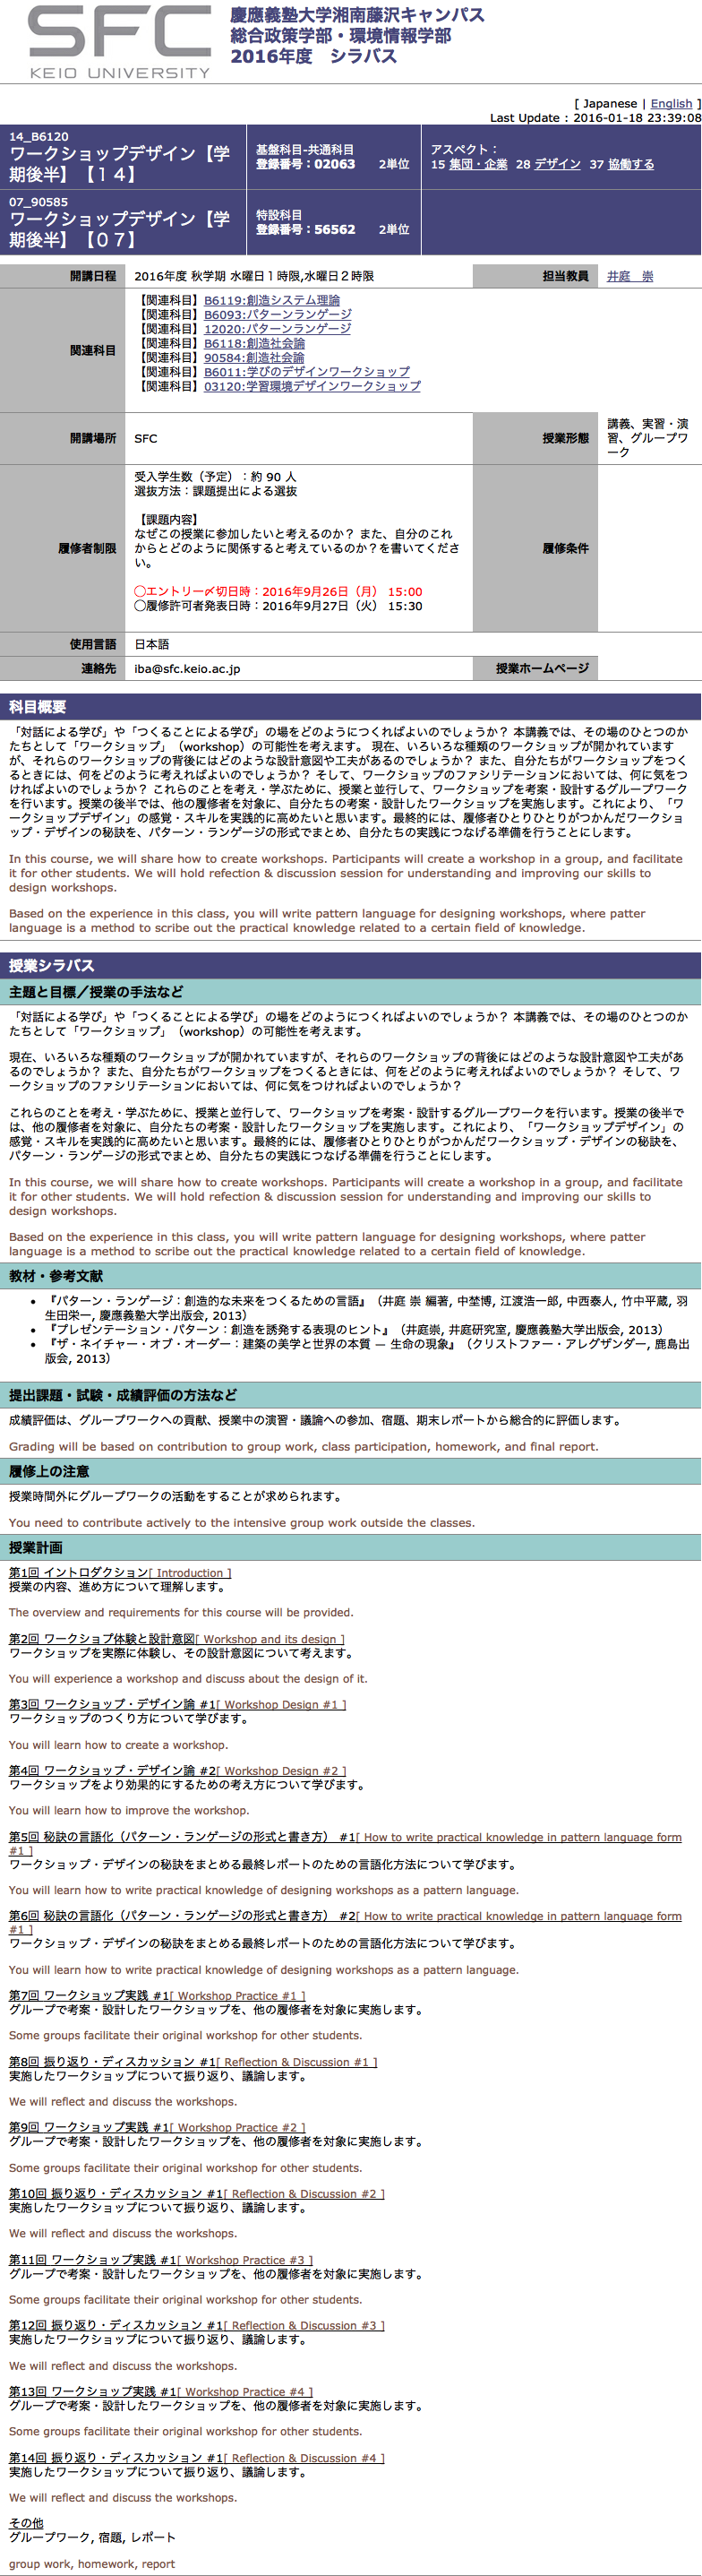 SFC
KEIO UNIVERSITY
慶應義塾大学湘南藤沢キャンパス
総合政策学部・環境情報学部
2016年度 シラバス
[ Japanese | English ]
Last Update : 2016-01-18 23:39:08
14_B6120
ワークショップデザイン【学
期後半】【１４】
基盤科目-共通科目
登録番号：02063 2単位
アスペクト：
15 集団・企業 28 デザイン 37 協働する
07_90585
ワークショップデザイン【学
期後半】【０７】
特設科目
登録番号：56562 2単位
開講日程
2016年度 秋学期 水曜日１時限,水曜日２時限
担当教員
井庭 崇
関連科目
【関連科目】B6119:創造システム理論
【関連科目】B6093:パターンランゲージ
【関連科目】12020:パターンランゲージ
【関連科目】B6118:創造社会論
【関連科目】90584:創造社会論
【関連科目】B6011:学びのデザインワークショップ
【関連科目】03120:学習環境デザインワークショップ
開講場所
SFC
授業形態
講義、実習・演
習、グループワ
ーク
履修者制限
受入学生数（予定）：約 90 人
選抜方法：課題提出による選抜
【課題内容】
なぜこの授業に参加したいと考えるのか？ また、自分のこれ
からとどのように関係すると考えているのか？を書いてくださ
い。
◯エントリー〆切日時：2016年9月26日（月） 15:00
◯履修許可者発表日時：2016年9月27日（火） 15:30
履修条件
使用言語
日本語
連絡先
iba@sfc.keio.ac.jp
授業ホームページ
科目概要
「対話による学び」や「つくることによる学び」の場をどのようにつくればよいのでしょうか？ 本講義では、その場のひとつのか
たちとして「ワークショップ」（workshop）の可能性を考えます。 現在、いろいろな種類のワークショップが開かれています
が、それらのワークショップの背後にはどのような設計意図や工夫があるのでしょうか？ また、自分たちがワークショップをつく
るときには、何をどのように考えればよいのでしょうか？ そして、ワークショップのファシリテーションにおいては、何に気をつ
ければよいのでしょうか？ これらのことを考え・学ぶために、授業と並行して、ワークショップを考案・設計するグループワーク
を行います。授業の後半では、他の履修者を対象に、自分たちの考案・設計したワークショップを実施します。これにより、「ワ
ークショップデザイン」の感覚・スキルを実践的に高めたいと思います。最終的には、履修者ひとりひとりがつかんだワークショ
ップ・デザインの秘訣を、パターン・ランゲージの形式でまとめ、自分たちの実践につなげる準備を行うことにします。
In this course, we will share how to create workshops. Participants will create a workshop in a group, and facilitate
it for other students. We will hold refection & discussion session for understanding and improving our skills to
design workshops.
Based on the experience in this class, you will write pattern language for designing workshops, where patter
language is a method to scribe out the practical knowledge related to a certain field of knowledge.
授業シラバス
主題と目標／授業の手法など
「対話による学び」や「つくることによる学び」の場をどのようにつくればよいのでしょうか？ 本講義では、その場のひとつのか
たちとして「ワークショップ」（workshop）の可能性を考えます。
現在、いろいろな種類のワークショップが開かれていますが、それらのワークショップの背後にはどのような設計意図や工夫があ
るのでしょうか？ また、自分たちがワークショップをつくるときには、何をどのように考えればよいのでしょうか？ そして、ワ
ークショップのファシリテーションにおいては、何に気をつければよいのでしょうか？
これらのことを考え・学ぶために、授業と並行して、ワークショップを考案・設計するグループワークを行います。授業の後半で
は、他の履修者を対象に、自分たちの考案・設計したワークショップを実施します。これにより、「ワークショップデザイン」の
感覚・スキルを実践的に高めたいと思います。最終的には、履修者ひとりひとりがつかんだワークショップ・デザインの秘訣を、
パターン・ランゲージの形式でまとめ、自分たちの実践につなげる準備を行うことにします。
In this course, we will share how to create workshops. Participants will create a workshop in a group, and facilitate
it for other students. We will hold refection & discussion session for understanding and improving our skills to
design workshops.
Based on the experience in this class, you will write pattern language for designing workshops, where patter
language is a method to scribe out the practical knowledge related to a certain field of knowledge.
教材・参考文献
• 『パターン・ランゲージ：創造的な未来をつくるための言語』（井庭 崇 編著, 中埜博, 江渡浩一郎, 中西泰人, 竹中平蔵, 羽
生田栄一, 慶應義塾大学出版会, 2013）
• 『プレゼンテーション・パターン：創造を誘発する表現のヒント』（井庭崇, 井庭研究室, 慶應義塾大学出版会, 2013）
• 『ザ・ネイチャー・オブ・オーダー：建築の美学と世界の本質 ― 生命の現象』（クリストファー・アレグザンダー, 鹿島出
版会, 2013）
提出課題・試験・成績評価の方法など
成績評価は、グループワークへの貢献、授業中の演習・議論への参加、宿題、期末レポートから総合的に評価します。
Grading will be based on contribution to group work, class participation, homework, and final report.
履修上の注意
授業時間外にグループワークの活動をすることが求められます。
You need to contribute actively to the intensive group work outside the classes.
授業計画
第1回 イントロダクション[ Introduction ]
授業の内容、進め方について理解します。
The overview and requirements for this course will be provided.
第2回 ワークショプ体験と設計意図[ Workshop and its design ]
ワークショップを実際に体験し、その設計意図について考えます。
You will experience a workshop and discuss about the design of it.
第3回 ワークショップ・デザイン論 #1[ Workshop Design #1 ]
ワークショップのつくり方について学びます。
You will learn how to create a workshop.
第4回 ワークショップ・デザイン論 #2[ Workshop Design #2 ]
ワークショップをより効果的にするための考え方について学びます。
You will learn how to improve the workshop.
第5回 秘訣の言語化（パターン・ランゲージの形式と書き方） #1[ How to write practical knowledge in pattern language form
#1 ]
ワークショップ・デザインの秘訣をまとめる最終レポートのための言語化方法について学びます。
You will learn how to write practical knowledge of designing workshops as a pattern language.
第6回 秘訣の言語化（パターン・ランゲージの形式と書き方） #2[ How to write practical knowledge in pattern language form
#1 ]
ワークショップ・デザインの秘訣をまとめる最終レポートのための言語化方法について学びます。
You will learn how to write practical knowledge of designing workshops as a pattern language.
第7回 ワークショップ実践 #1[ Workshop Practice #1 ]
グループで考案・設計したワークショップを、他の履修者を対象に実施します。
Some groups facilitate their original workshop for other students.
第8回 振り返り・ディスカッション #1[ Reflection & Discussion #1 ]
実施したワークショップについて振り返り、議論します。
We will reflect and discuss the workshops.
第9回 ワークショップ実践 #1[ Workshop Practice #2 ]
グループで考案・設計したワークショップを、他の履修者を対象に実施します。
Some groups facilitate their original workshop for other students.
第10回 振り返り・ディスカッション #1[ Reflection & Discussion #2 ]
実施したワークショップについて振り返り、議論します。
We will reflect and discuss the workshops.
第11回 ワークショップ実践 #1[ Workshop Practice #3 ]
グループで考案・設計したワークショップを、他の履修者を対象に実施します。
Some groups facilitate their original workshop for other students.
第12回 振り返り・ディスカッション #1[ Reflection & Discussion #3 ]
実施したワークショップについて振り返り、議論します。
We will reflect and discuss the workshops.
第13回 ワークショップ実践 #1[ Workshop Practice #4 ]
グループで考案・設計したワークショップを、他の履修者を対象に実施します。
Some groups facilitate their original workshop for other students.
第14回 振り返り・ディスカッション #1[ Reflection & Discussion #4 ]
実施したワークショップについて振り返り、議論します。
We will reflect and discuss the workshops.
その他
グループワーク, 宿題, レポート
group work, homework, report